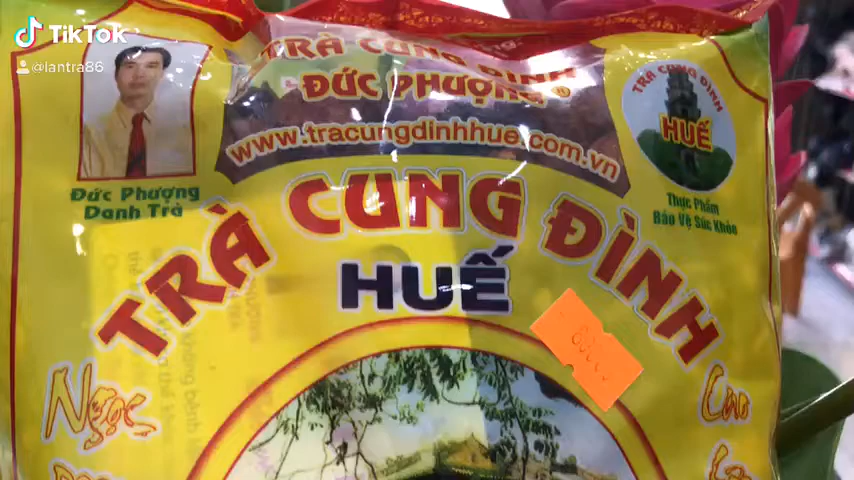 TikTok
@lantra86
TRÀ CUNG ĐÌNH
ĐỨC PHƯỢNG ®
www.tracungdinhhue.com.vn
Đức Phượng
Danh Trà
TRÀ CUNG ĐÌNH
HUẾ
Thực Phẩm
Bảo Vệ Sức Khỏe
TRÀ CUNG ĐÌNH
HUẾ
Ngọc
Cao